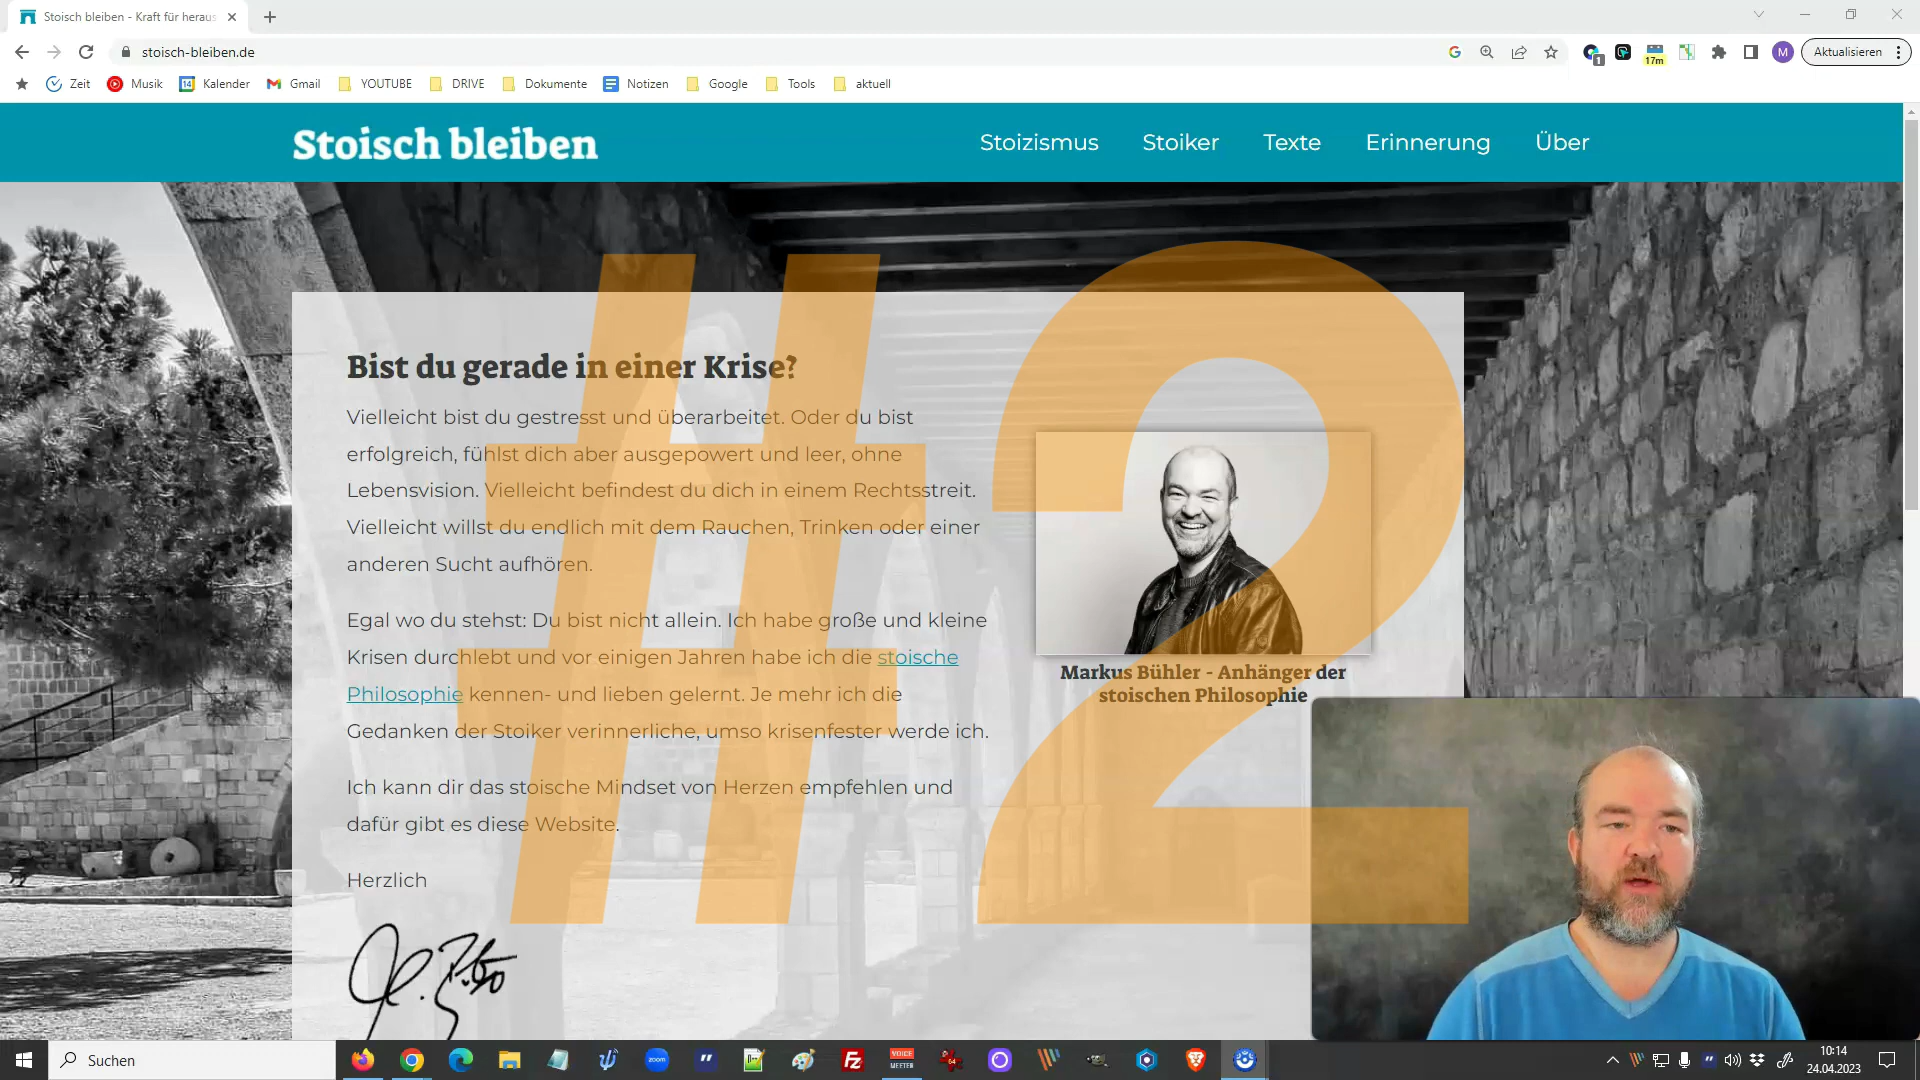 Stoisch bleiben - Kraft für heraus
stoisch-bleiben.de
1
17m
M
Aktualisieren
Zeit
Musik
14
Kalender
Gmail
YOUTUBE
DRIVE
Dokumente
Notizen
Google
Tools
aktuell
Stoisch bleiben
Stoizismus
Stoiker
Texte
Erinnerung
Über
#2
Bist du gerade in einer Krise?
Vielleicht bist du gestresst und überarbeitet. Oder du bist
erfolgreich, fühlst dich aber ausgepowert und leer, ohne
Lebensvision. Vielleicht befindest du dich in einem Rechtsstreit.
Vielleicht willst du endlich mit dem Rauchen, Trinken oder einer
anderen Sucht aufhören.
Egal wo du stehst: Du bist nicht allein. Ich habe große und kleine
Krisen durchlebt und vor einigen Jahren habe ich die stoische
Philosophie kennen- und lieben gelernt. Je mehr ich die
Gedanken der Stoiker verinnerliche, umso krisenfester werde ich.
Ich kann dir das stoische Mindset von Herzen empfehlen und
dafür gibt es diese Website.
Herzlich
Markus Bühler - Anhänger der
stoischen Philosophie
Suchen
zoom
VOICE
MEETER
64
10:14
24.04.2023